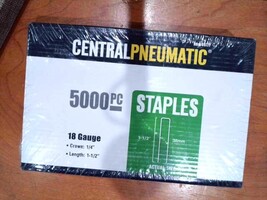 CENTRALPNEUMATIC®
5000PC
STAPLES
18 Gauge
• Crown: 1/4"
• Length: 1-1/2"